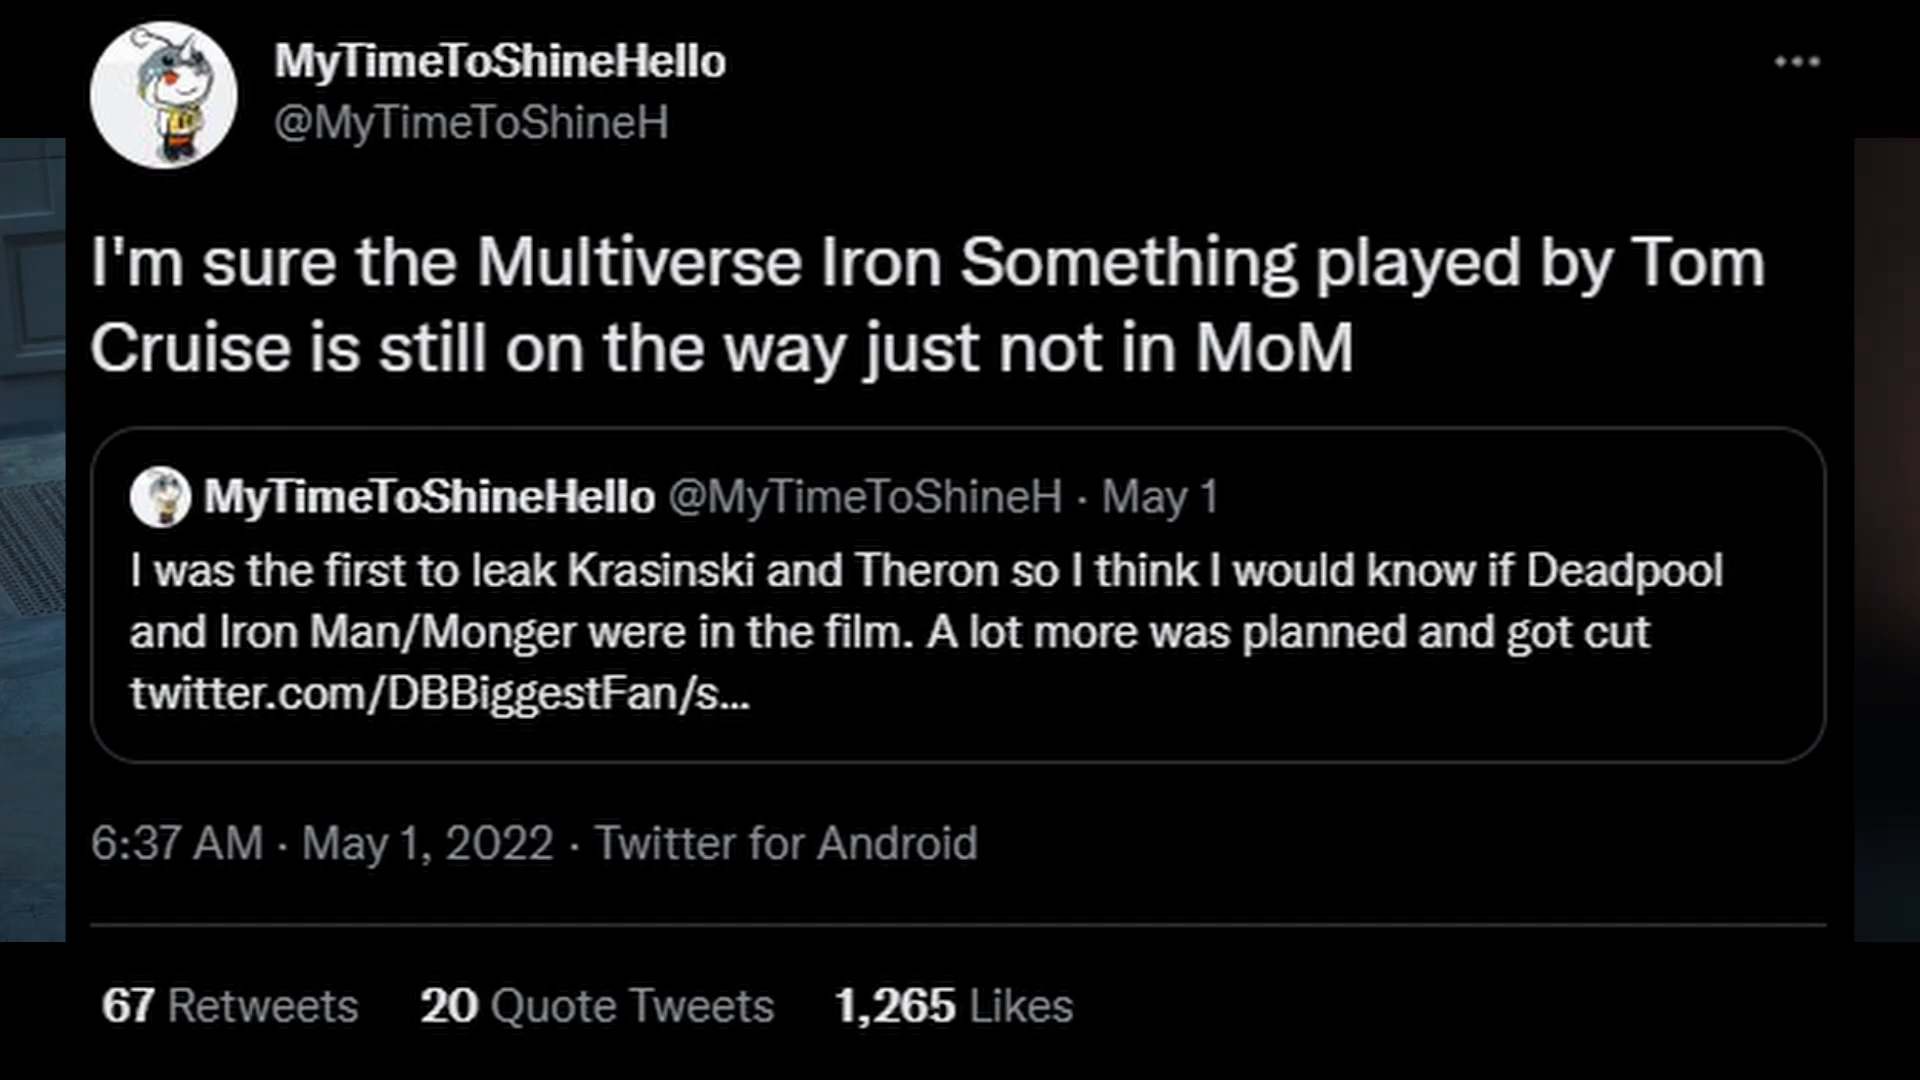 MyTimeToShineHello
@MyTimeToShineH
I'm sure the Multiverse Iron Something played by Tom
Cruise is still on the way just not in MoM
MyTimeToShineHello @MyTimeToShineH · May 1
I was the first to leak Krasinski and Theron so I think I would know if Deadpool
and Iron Man/Monger were in the film. A lot more was planned and got cut
twitter.com/DBBiggestFan/s...
6:37 AM · May 1, 2022 · Twitter for Android
67 Retweets 20 Quote Tweets 1,265 Likes